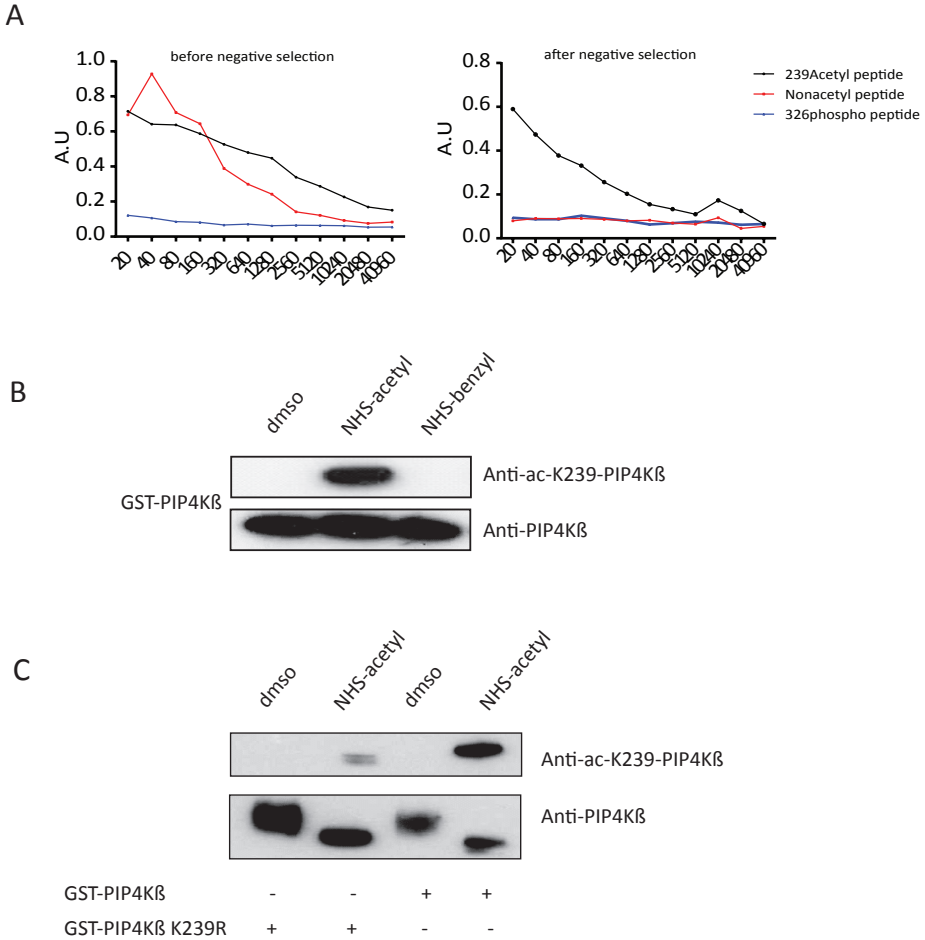 A
before negative selection
1.0
0.8
0.6
0.4
0.2
0.0
A.U
20
40
80
160
320
640
1280
2560
5120
10240
20480
40960
after negative selection
0.8
0.6
0.4
0.2
0.0
A.U
20
40
80
160
320
640
1280
2560
5120
10240
20480
40960
239Acetyl peptide
Nonacetyl peptide
326phospho peptide
B
dmso
NHS-acetyl
NHS-benzyl
GST-PIP4Kß
Anti-ac-K239-PIP4Kß
Anti-PIP4Kß
C
dmso
NHS-acetyl
dmso
NHS-acetyl
Anti-ac-K239-PIP4Kß
Anti-PIP4Kß
GST-PIP4Kß - - + +
GST-PIP4Kß K239R + + - -